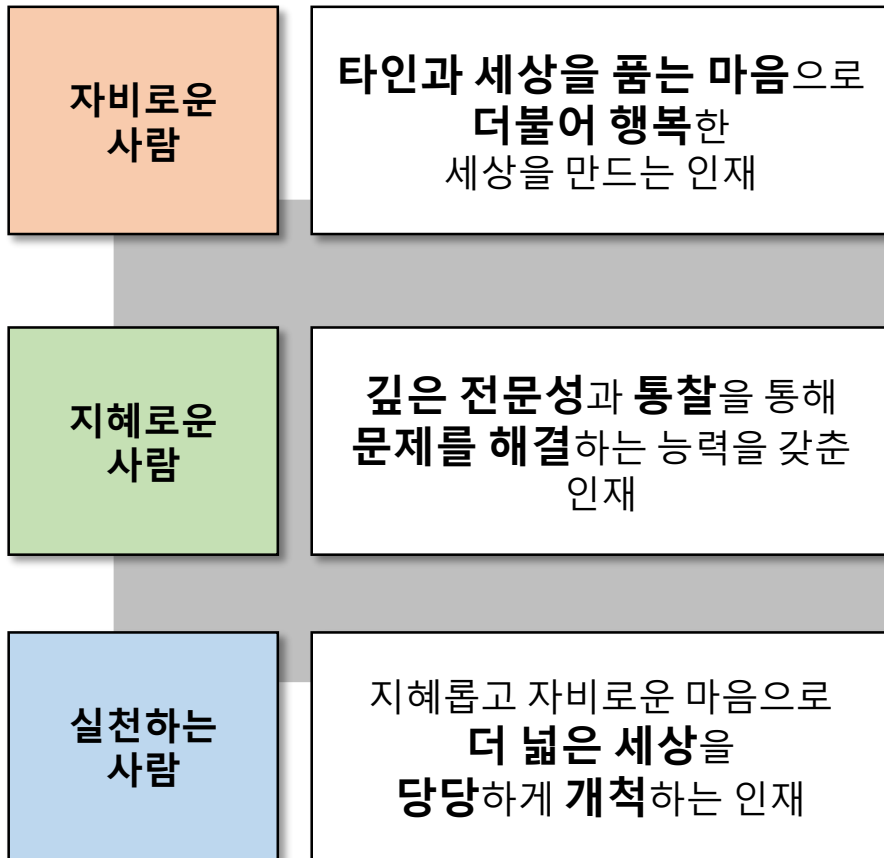 자비로운
사람
타인과 세상을 품는 마음으로
더불어 행복한
세상을 만드는 인재
지혜로운
사람
깊은 전문성과 통찰을 통해
문제를 해결하는 능력을 갖춘
인재
실천하는
사람
지혜롭고 자비로운 마음으로
더 넓은 세상을
당당하게 개척하는 인재